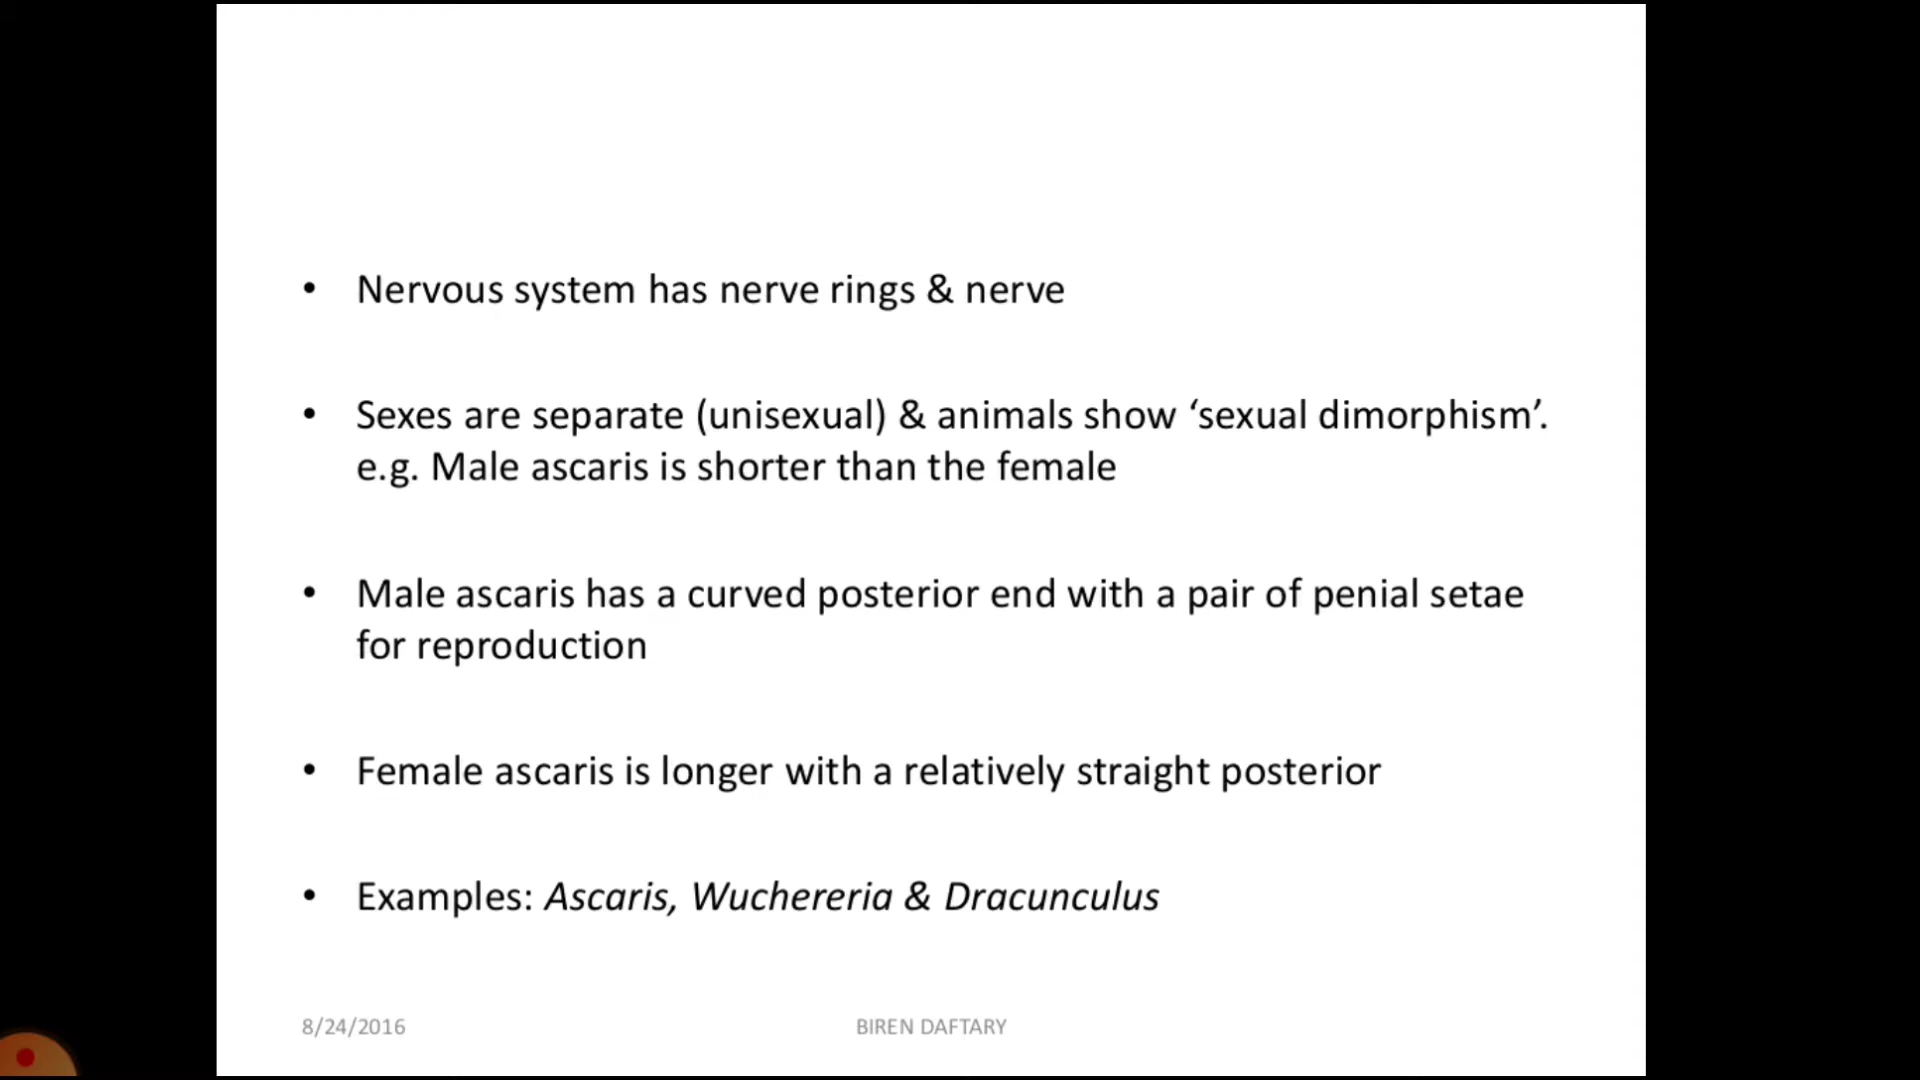 • Nervous system has nerve rings & nerve
• Sexes are separate (unisexual) & animals show ‘sexual dimorphism’.
e.g. Male ascaris is shorter than the female
• Male ascaris has a curved posterior end with a pair of penial setae
for reproduction
• Female ascaris is longer with a relatively straight posterior
• Examples: Ascaris, Wuchereria & Dracunculus
8/24/2016
BIREN DAFTARY